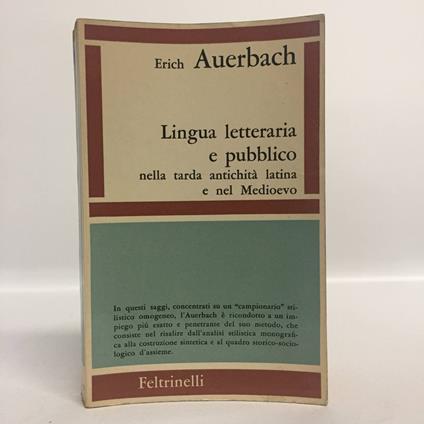 Erich Auerbach
Lingua letteraria
e pubblico
nella tarda antichità latina
e nel Medioevo
In questi saggi, concentrati su un "campionario" sti-
listico omogeneo, l'Auerbach è ricondotto a un im-
piego più esatto e penetrante del suo metodo, che
consiste nel risalire dall'analisi stilistica monografi-
ca alla costruzione sintetica e al quadro storico-socio-
logico d'assieme.
Feltrinelli